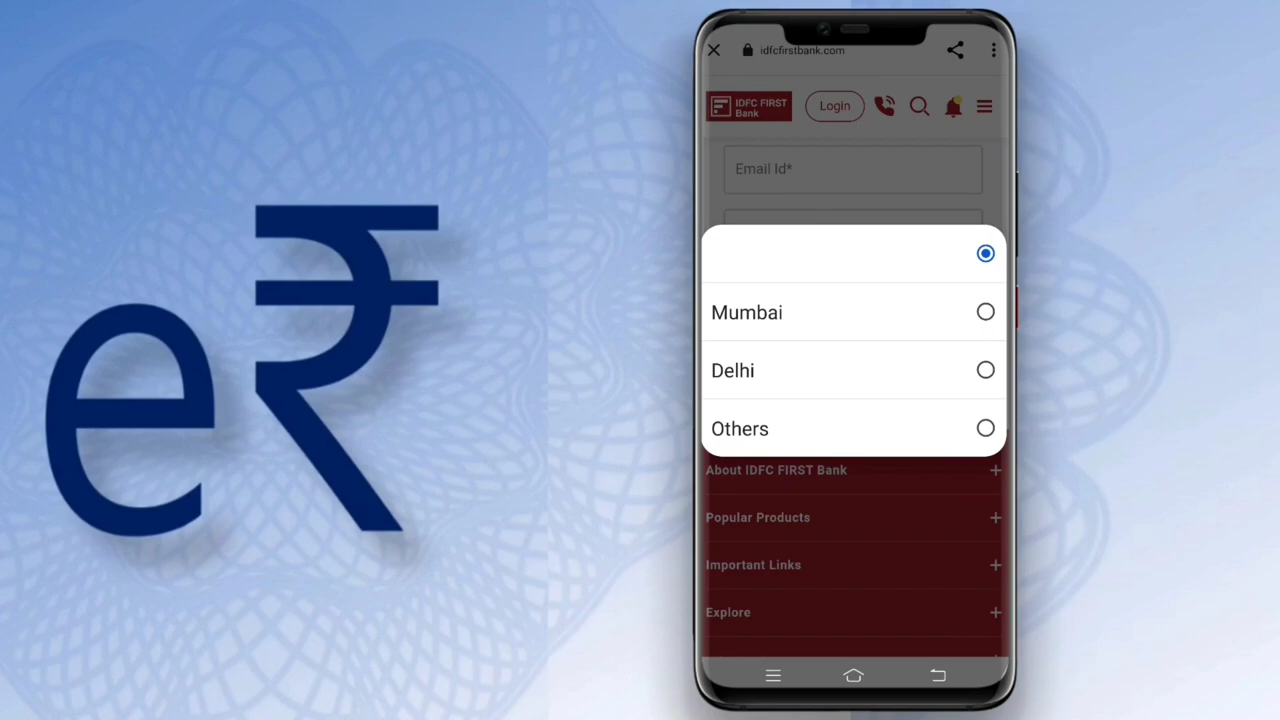 e₹
idfcfirstbank.com
IDFC FIRST
Bank
Login
Email Id*
Mumbai
Delhi
Others
About IDFC FIRST Bank
Popular Products
Important Links
Explore